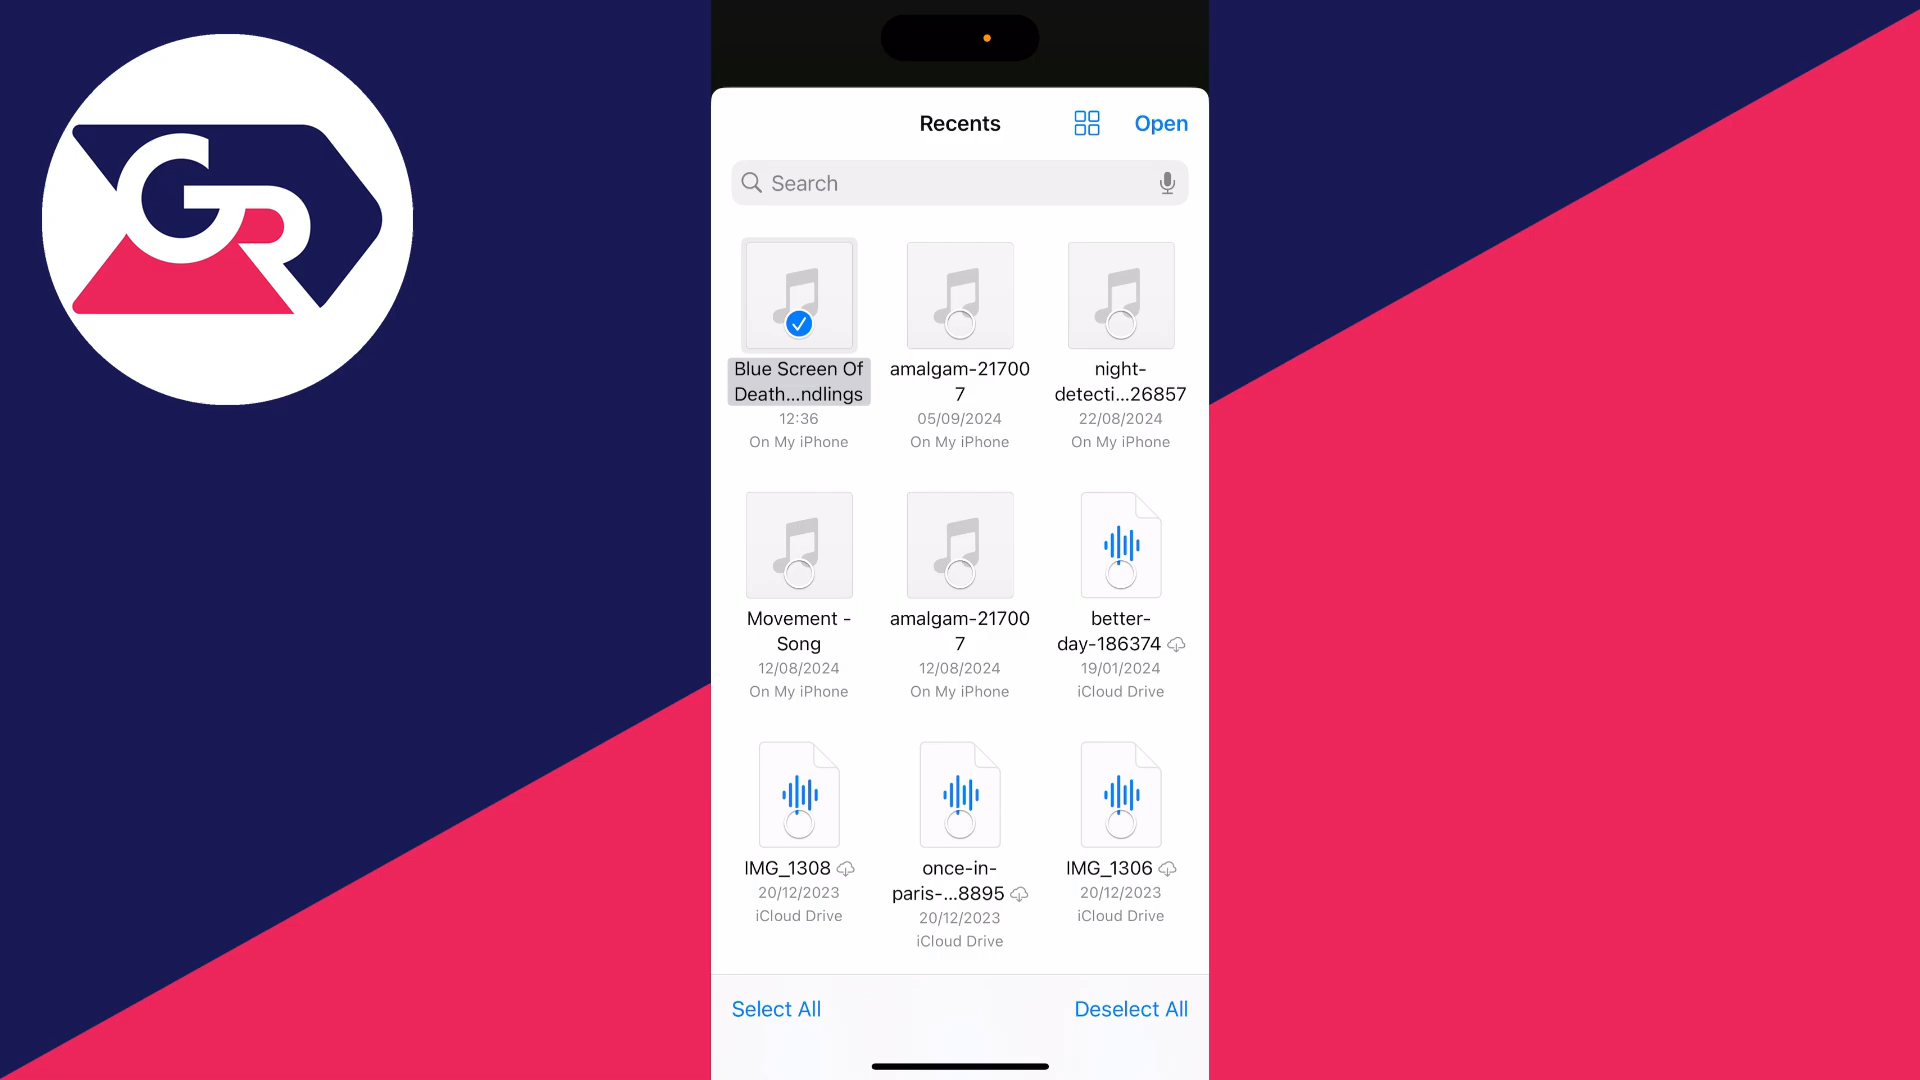 GR
Recents
Open
Search
Blue Screen Of
Death...ndlings
12:36
On My iPhone
amalgam-21700
7
05/09/2024
On My iPhone
night-
detecti...26857
22/08/2024
On My iPhone
Movement -
Song
12/08/2024
On My iPhone
amalgam-21700
7
12/08/2024
On My iPhone
better-
day-186374
19/01/2024
iCloud Drive
IMG_1308
20/12/2023
iCloud Drive
once-in-
paris-...8895
20/12/2023
iCloud Drive
IMG_1306
20/12/2023
iCloud Drive
Select All
Deselect All